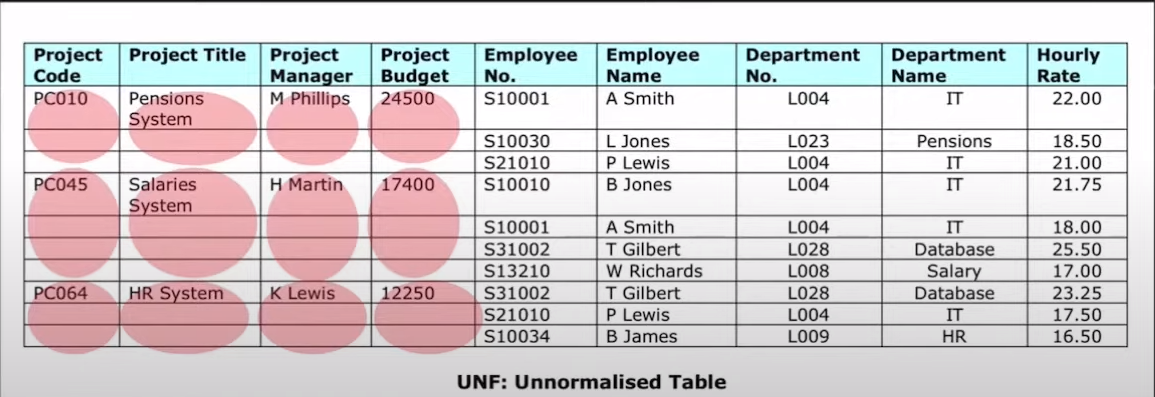 Project Code Project Title Project Manager Project Budget Employee No. Employee Name Department No. Department Name Hourly Rate
PC010 Pensions System M Phillips 24500 S10001 A Smith L004 IT 22.00
S10030 L Jones L023 Pensions 18.50
S21010 P Lewis L004 IT 21.00
PC045 Salaries System H Martin 17400 S10010 B Jones L004 IT 21.75
S10001 A Smith L004 IT 18.00
S31002 T Gilbert L028 Database 25.50
S13210 W Richards L008 Salary 17.00
PC064 HR System K Lewis 12250 S31002 T Gilbert L028 Database 23.25
S21010 P Lewis L004 IT 17.50
S10034 B James L009 HR 16.50
UNF: Unnormalised Table